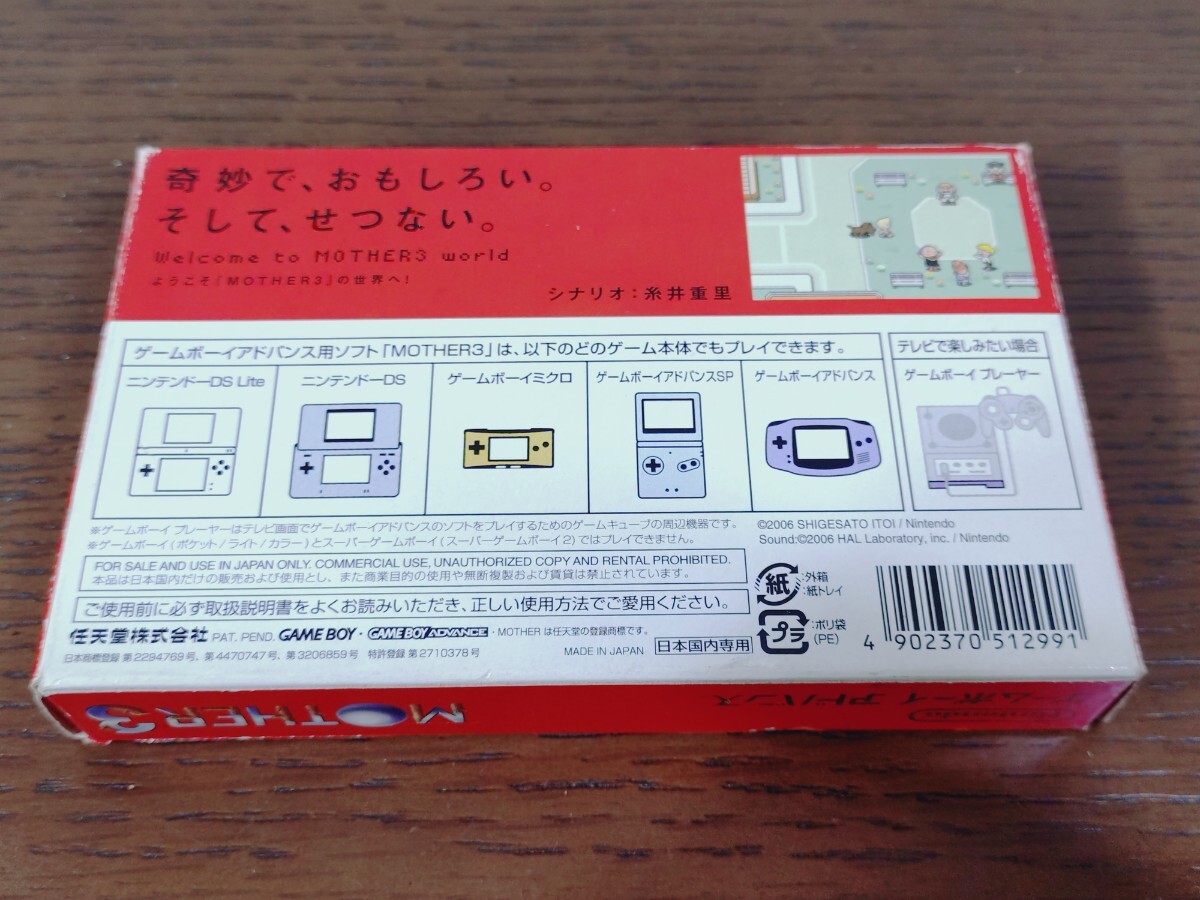 奇妙で、おもしろい。
そして、せつない。
Welcome to MOTHER3 world
ようこそ『MOTHER3』の世界へ!
シナリオ:糸井重里
ゲームボーイアドバンス用ソフト「MOTHER3」は、以下のどのゲーム本体でもプレイできます。
テレビで楽しみたい場合
ニンテンドーDS Lite
ニンテンドーDS
ゲームボーイミクロ
ゲームボーイアドバンスSP
ゲームボーイアドバンス
ゲームボーイ プレーヤー
※ゲームボーイ プレーヤーはテレビ画面でゲームボーイアドバンスのソフトをプレイするためのゲームキューブの周辺機器です。
※ゲームボーイ(ポケット/ライト/カラー)とスーパーゲームボーイ(スーパーゲームボーイ2)ではプレイできません。
©2006 SHIGESATO ITOI / Nintendo
Sound:©2006 HAL Laboratory, inc. / Nintendo
FOR SALE AND USE IN JAPAN ONLY. COMMERCIAL USE, UNAUTHORIZED COPY AND RENTAL PROHIBITED.
本品は日本国内だけの販売および使用とし、また商業目的の使用や無断複製および賃貸は禁止されています。
ご使用前に必ず取扱説明書をよくお読みいただき、正しい使用方法でご愛用ください。
任天堂株式会社 PAT. PEND. GAME BOY・GAME BOY ADVANCE・MOTHER は任天堂の登録商標です。
日本商標登録 第2294769号、第4470747号、第3206859号 特許登録 第2710378号
MADE IN JAPAN
日本国内専用
紙
:外箱
:紙トレイ
プラ
:ポリ袋
(PE)
4 902370 512991
MOTHER3
Nintendo
ゲームボーイ アドバンス